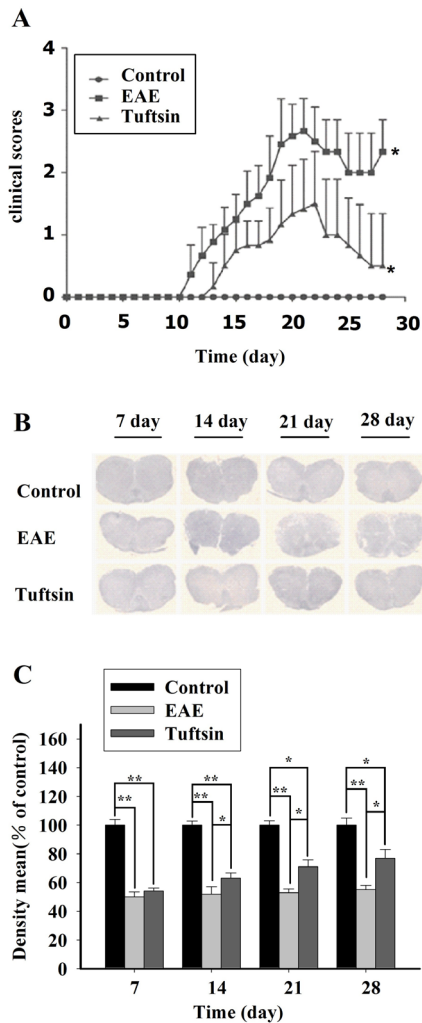 A
4
3
2
1
0
clinical scores
Control
EAE
Tuftsin
*
*
0 5 10 15 20 25 30
Time (day)
B
7 day 14 day 21 day 28 day
Control
EAE
Tuftsin
C
Control
EAE
Tuftsin
160
140
120
100
80
60
40
20
0
Density mean(% of control)
** ** * *
** ** * ** * ** *
7 14 21 28
Time (day)